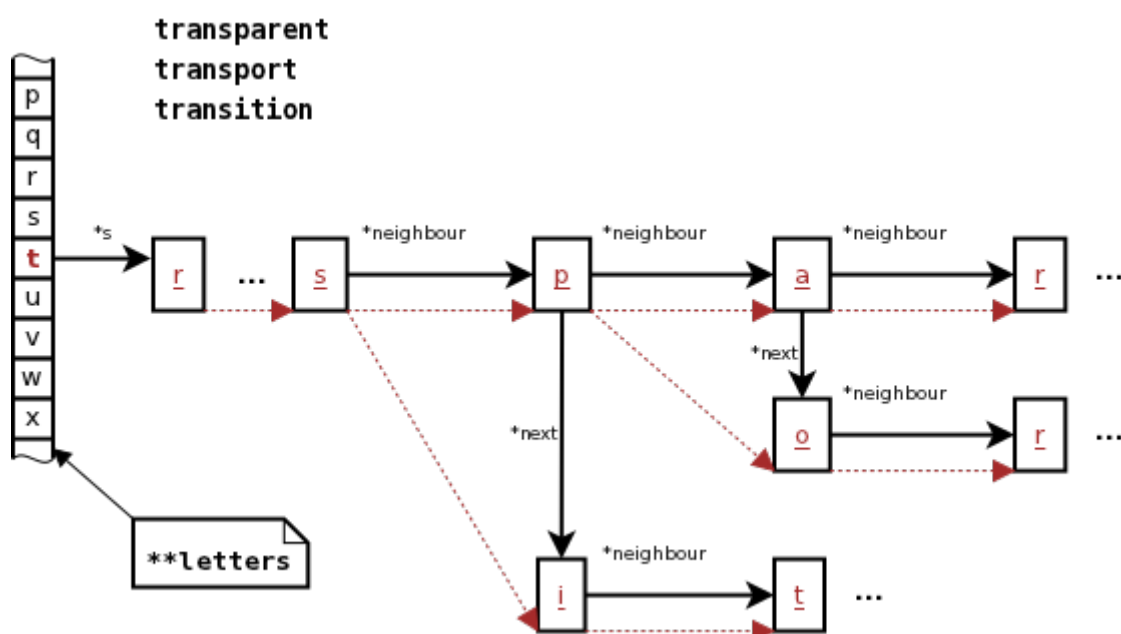 transparent
transport
transition
p
q
r
s
t
u
v
w
x
*s
*neighbour *neighbour *neighbour
r ... s p a r ...
*next *neighbour
o r ...
*next
*neighbour
i t ...
**letters